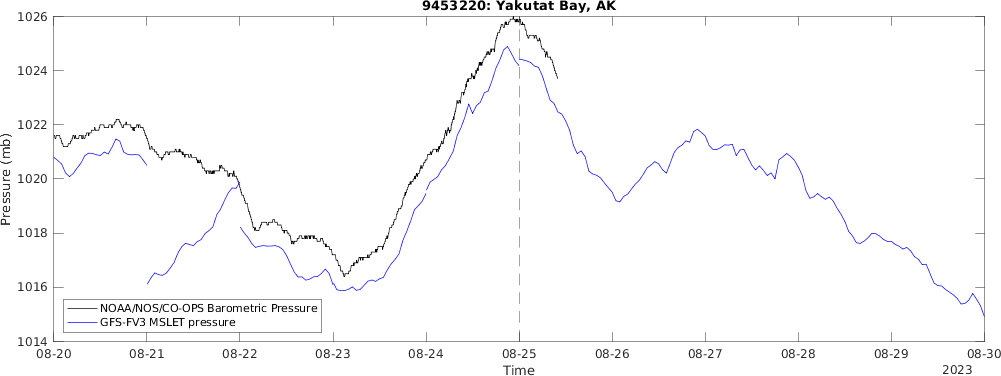 9453220: Yakutat Bay, AK
Pressure (mb)
1026
1024
1022
1020
1018
1016
1014
NOAA/NOS/CO-OPS Barometric Pressure
GFS-FV3 MSLET pressure
08-20 08-21 08-22 08-23 08-24 08-25 08-26 08-27 08-28 08-29 08-30
Time
2023